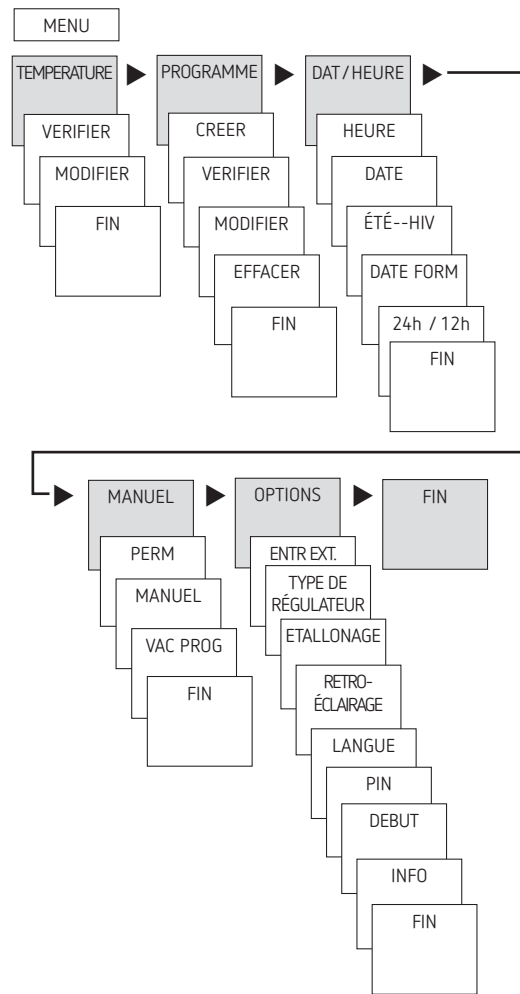 MENU
TEMPERATURE
VERIFIER
MODIFIER
FIN
PROGRAMME
CREER
VERIFIER
MODIFIER
EFFACER
FIN
DAT/HEURE
HEURE
DATE
ÉTÉ--HIV
DATE FORM
24h / 12h
FIN
MANUEL
PERM
MANUEL
VAC PROG
FIN
OPTIONS
ENTR EXT.
TYPE DE
RÉGULATEUR
ETALLONAGE
RETRO-
ÉCLAIRAGE
LANGUE
PIN
DEBUT
INFO
FIN
FIN